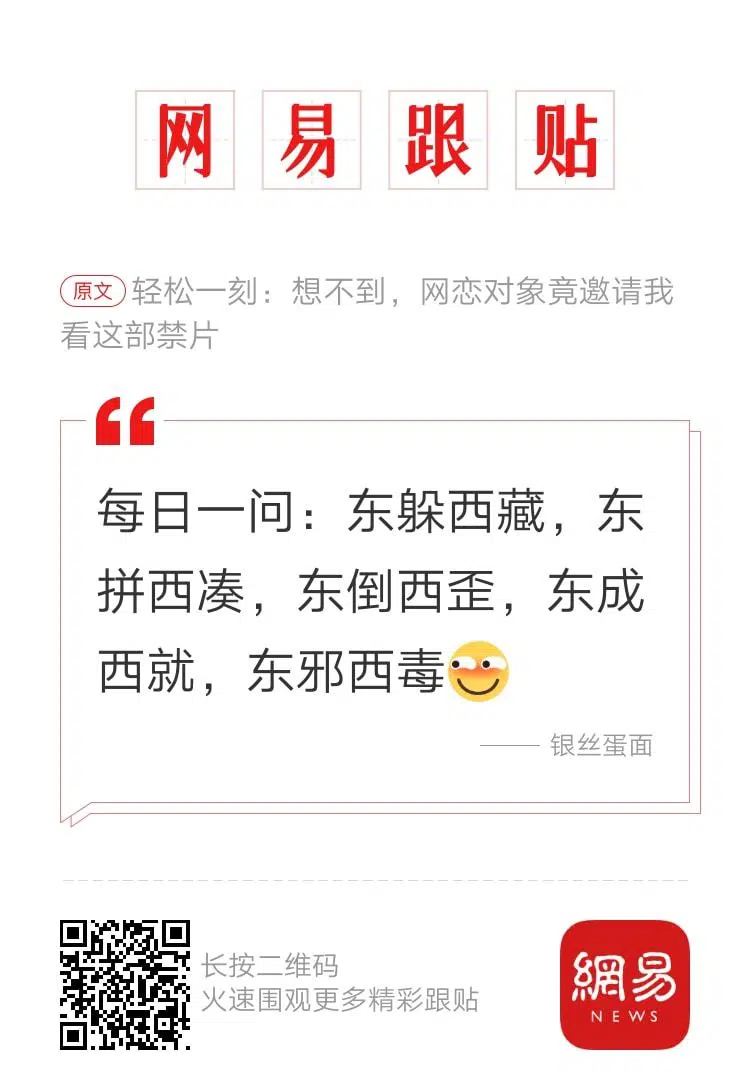 网易跟贴
原文 轻松一刻：想不到，网恋对象竟邀请我
看这部禁片
每日一问：东躲西藏，东
拼西凑，东倒西歪，东成
西就，东邪西毒
——银丝蛋面
长按二维码
火速围观更多精彩跟贴
網易
NEWS